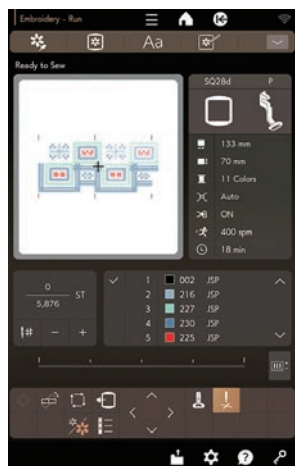 Embroidery - Run
Aa
Ready to Sew
SQ28d P
133 mm
70 mm
11 Colors
Auto
ON
400 spm
18 min
0
5,876
ST
# - +
1 002 JSP
2 216 JSP
3 227 JSP
4 230 JSP
5 225 JSP
?